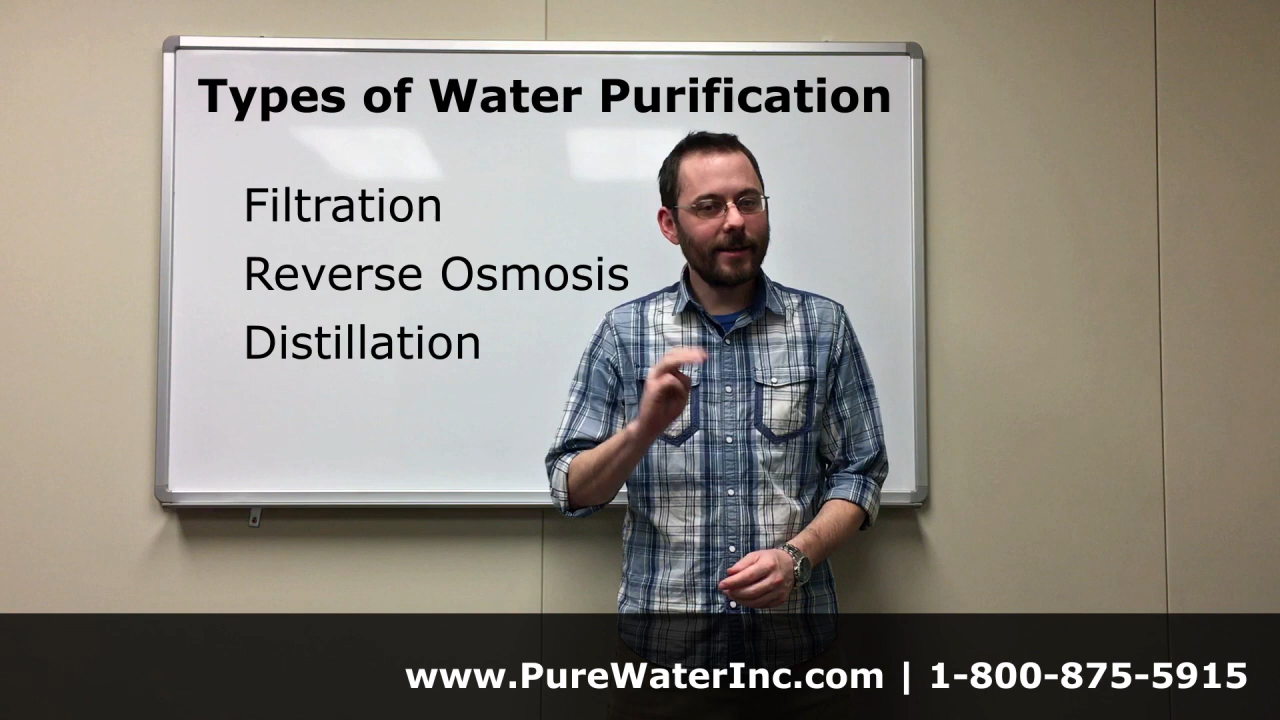 Types of Water Purification
Filtration
Reverse Osmosis
Distillation
www.PureWaterInc.com | 1-800-875-5915